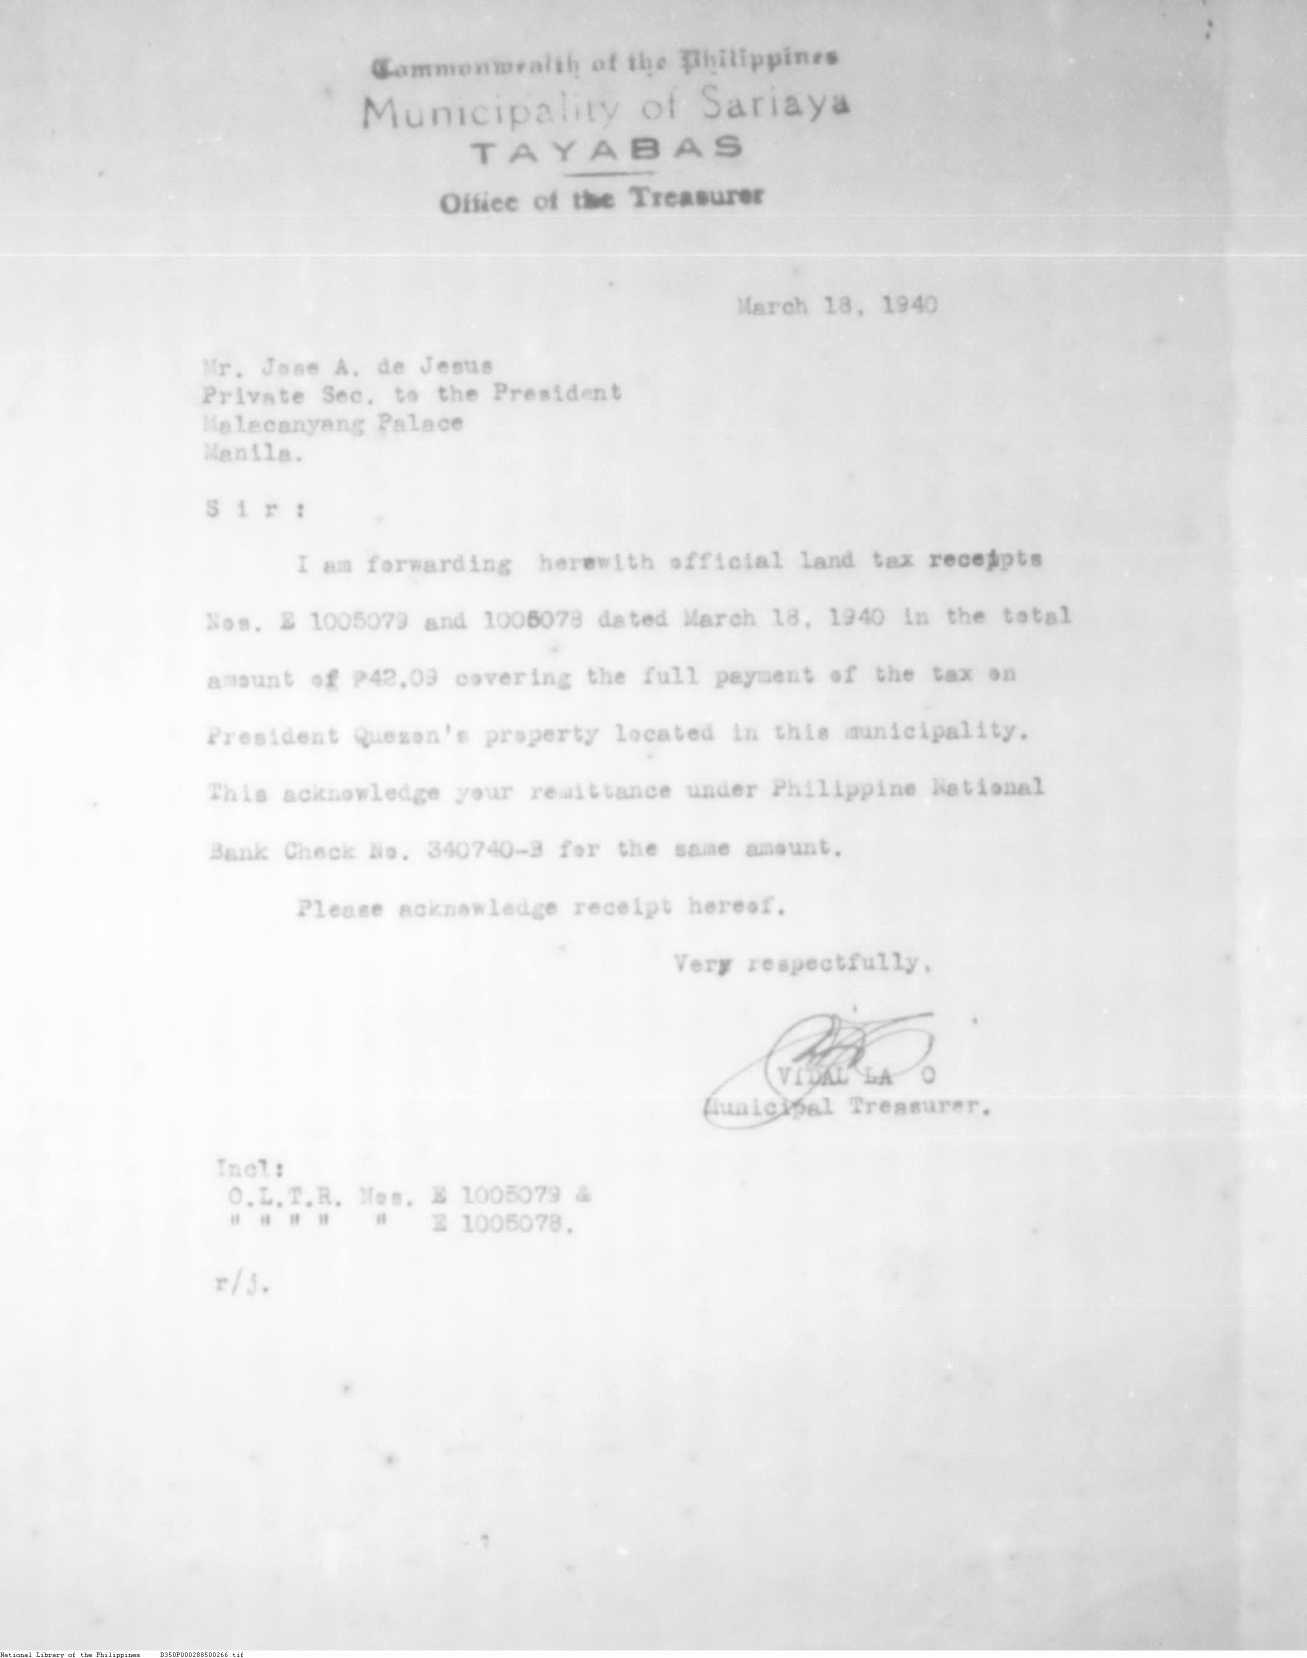 Commonwealth of the Philippines
Municipality of Sariaya
TAYABAS
Office of the Treasurer
March 18, 1940
Mr. Jose A. de Jesus
Private Sec. to the President
Malacanyang Palace
Manila.
S i r :
I am forwarding herewith official land tax receipts
Nos. E 1005079 and 1005078 dated March 18, 1940 in the total
amount of ₱42.09 covering the full payment of the tax on
President Quezon's property located in this municipality.
This acknowledge your remittance under Philippine National
Bank Check No. 340740-B for the same amount.
Please acknowledge receipt hereof.
Very respectfully,
VIDAL LA O
Municipal Treasurer.
Incl:
O.L.T.R. Nos. E 1005079 &
" " " " " E 1005078.
r/j.
National Library of the Philippines B350P000288500266.tif